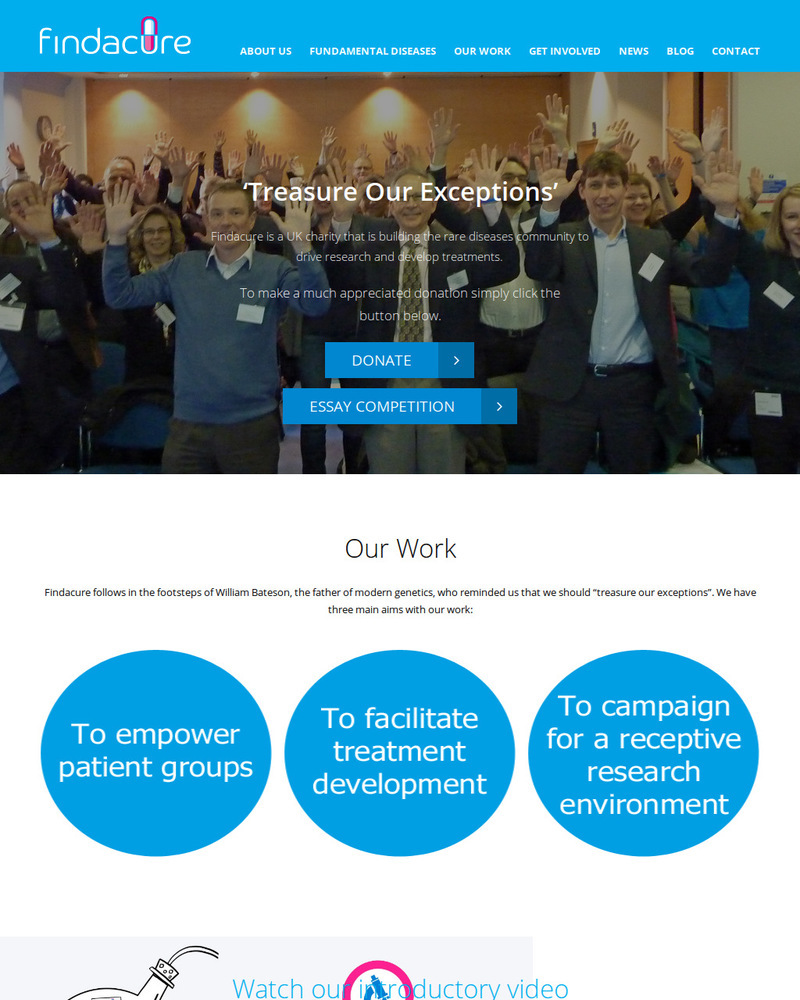 findacure
ABOUT US FUNDAMENTAL DISEASES OUR WORK GET INVOLVED NEWS BLOG CONTACT
‘Treasure Our Exceptions’
Findacure is a UK charity that is building the rare diseases community to
drive research and develop treatments.
To make a much appreciated donation simply click the
button below.
DONATE
ESSAY COMPETITION
Our Work
Findacure follows in the footsteps of William Bateson, the father of modern genetics, who reminded us that we should “treasure our exceptions”. We have
three main aims with our work:
To empower
patient groups
To facilitate
treatment
development
To campaign
for a receptive
research
environment
Watch our introductory video